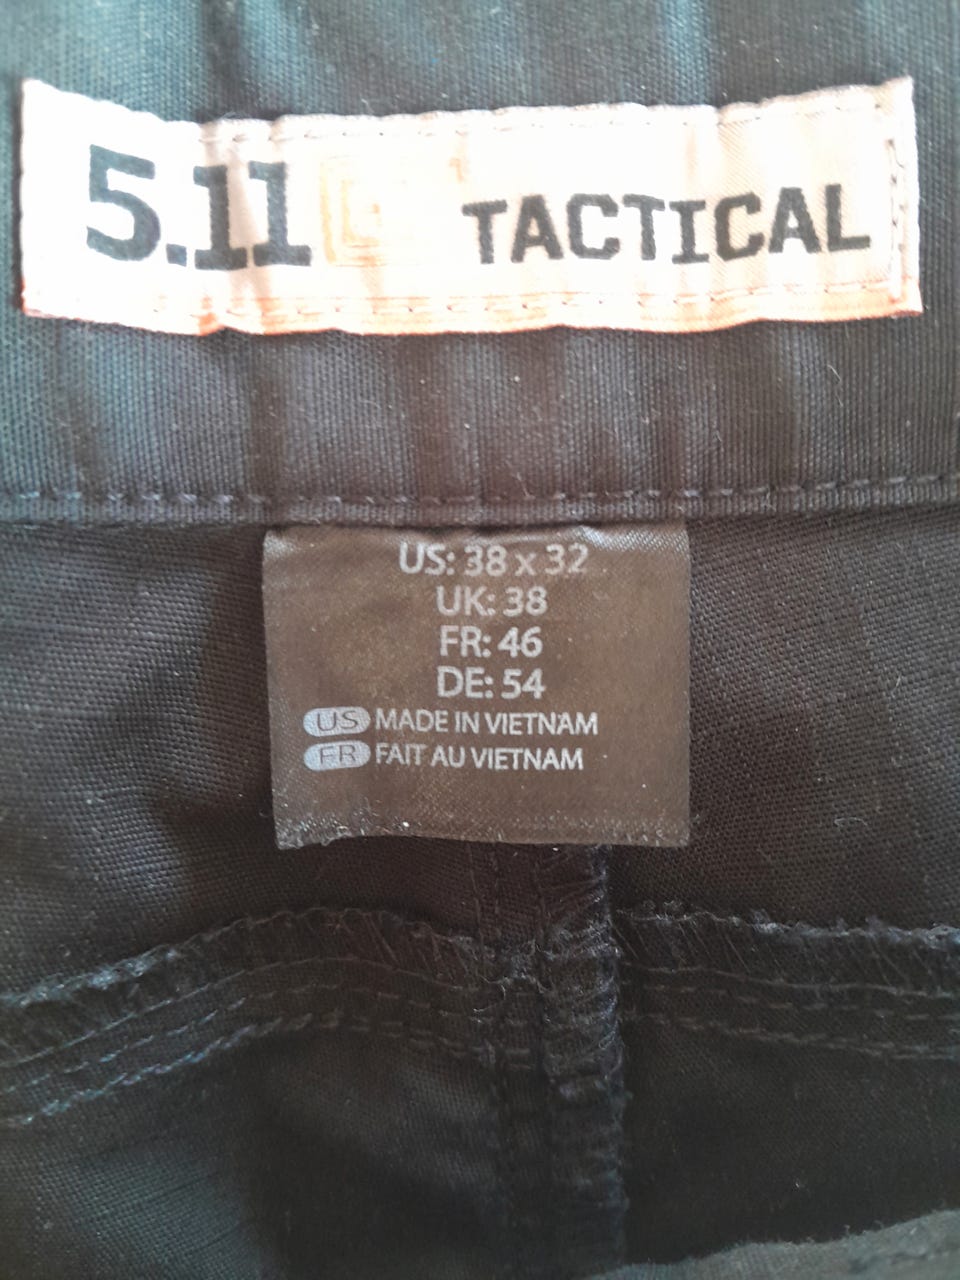 5.11 TACTICAL
US: 38 x 32
UK: 38
FR: 46
DE: 54
US MADE IN VIETNAM
FR FAIT AU VIETNAM